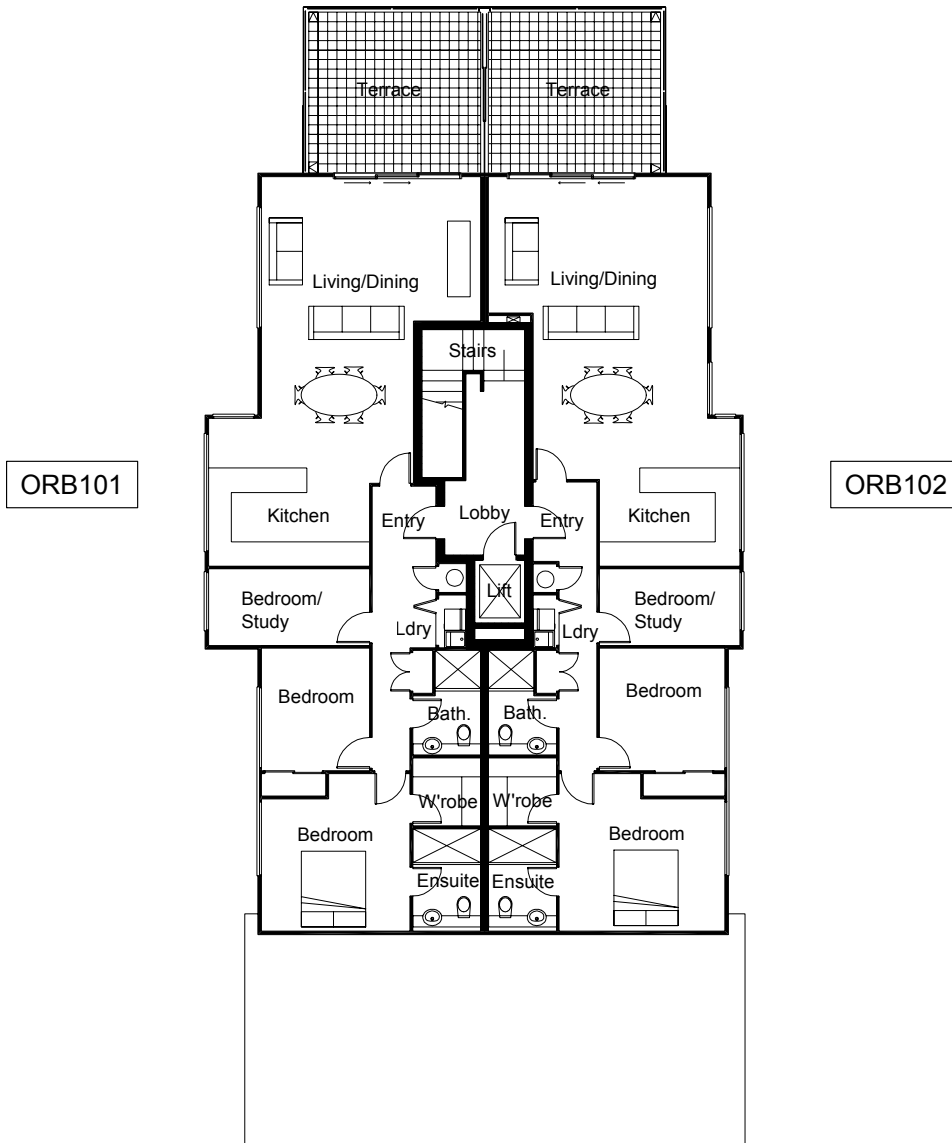 Terrace
Terrace
Living/Dining
Living/Dining
Stairs
ORB101
ORB102
Kitchen
Entry
Lobby
Entry
Kitchen
Lift
Bedroom/
Study
Bedroom/
Study
Ldry
Ldry
Bedroom
Bedroom
Bath.
Bath.
W'robe
W'robe
Bedroom
Bedroom
Ensuite
Ensuite